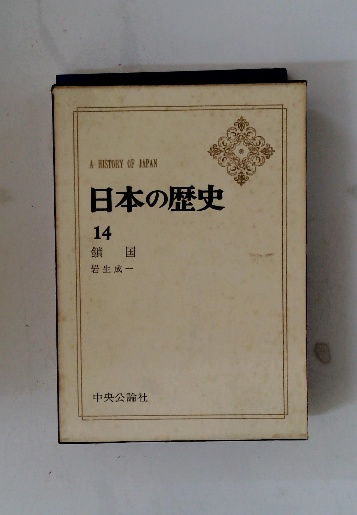 A HISTORY OF JAPAN
日本の歴史
14
鎖国
岩生成一
中央公論社